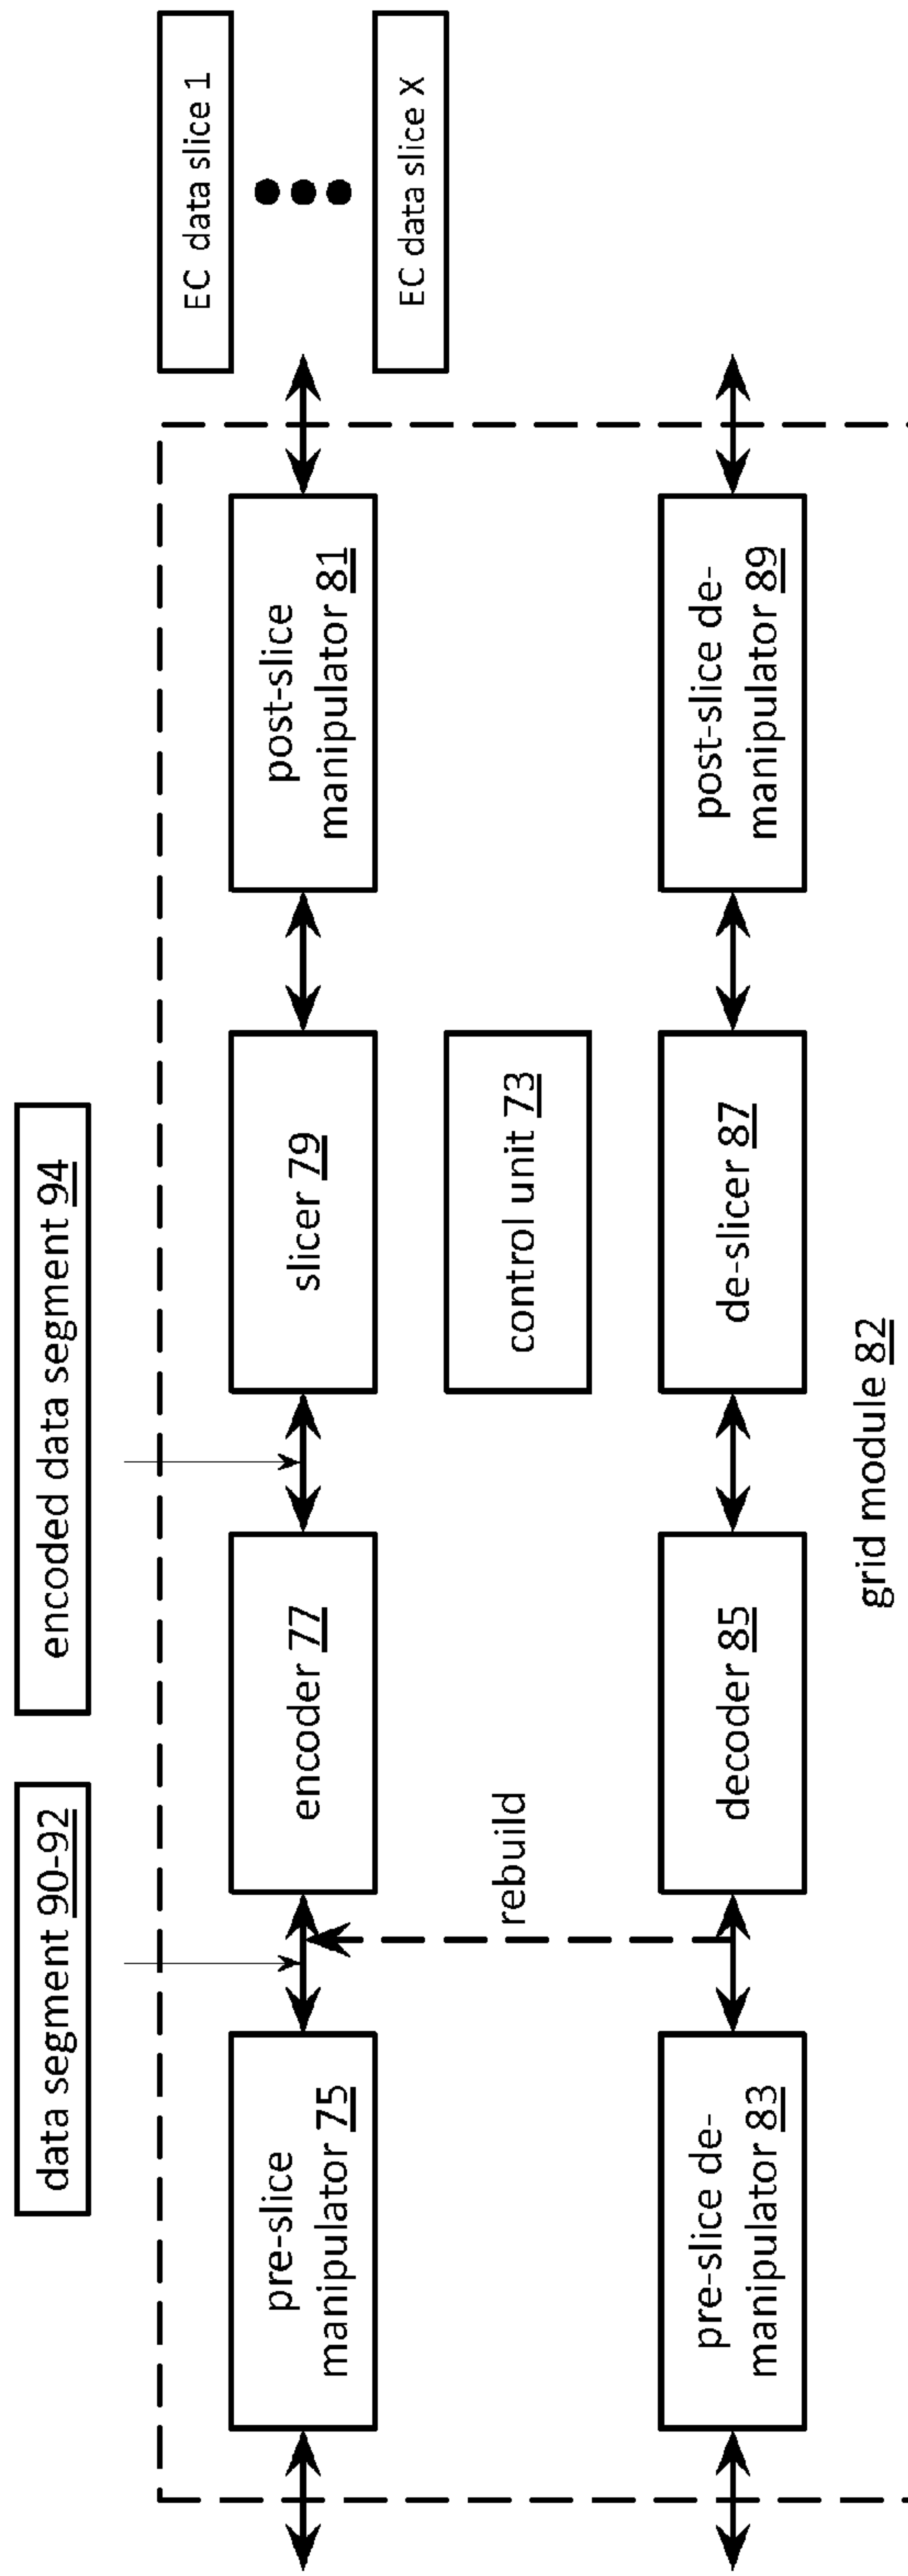 data segment 90-92
encoded data segment 94
pre-slice
manipulator 75
encoder 77
slicer 79
post-slice
manipulator 81
EC data slice 1
EC data slice X
control unit 73
rebuild
pre-slice de-
manipulator 83
decoder 85
de-slicer 87
post-slice de-
manipulator 89
grid module 82